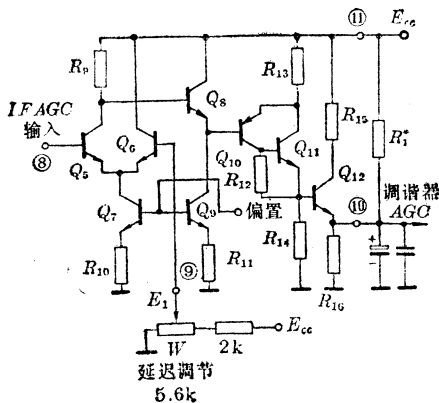 ⑪
E_cc
R_9
R_13
Q_8
IFAGC
R_15
R_1^*
输入
Q_6
⑧
Q_5
Q_10
Q_11
Q_12
调谐器
R_12
AGC
Q_7
Q_9
偏置
⑩
R_14
R_10
⑨
R_11
R_16
E_1
+
−
E_cc
W
2k
延迟调节
5.6k